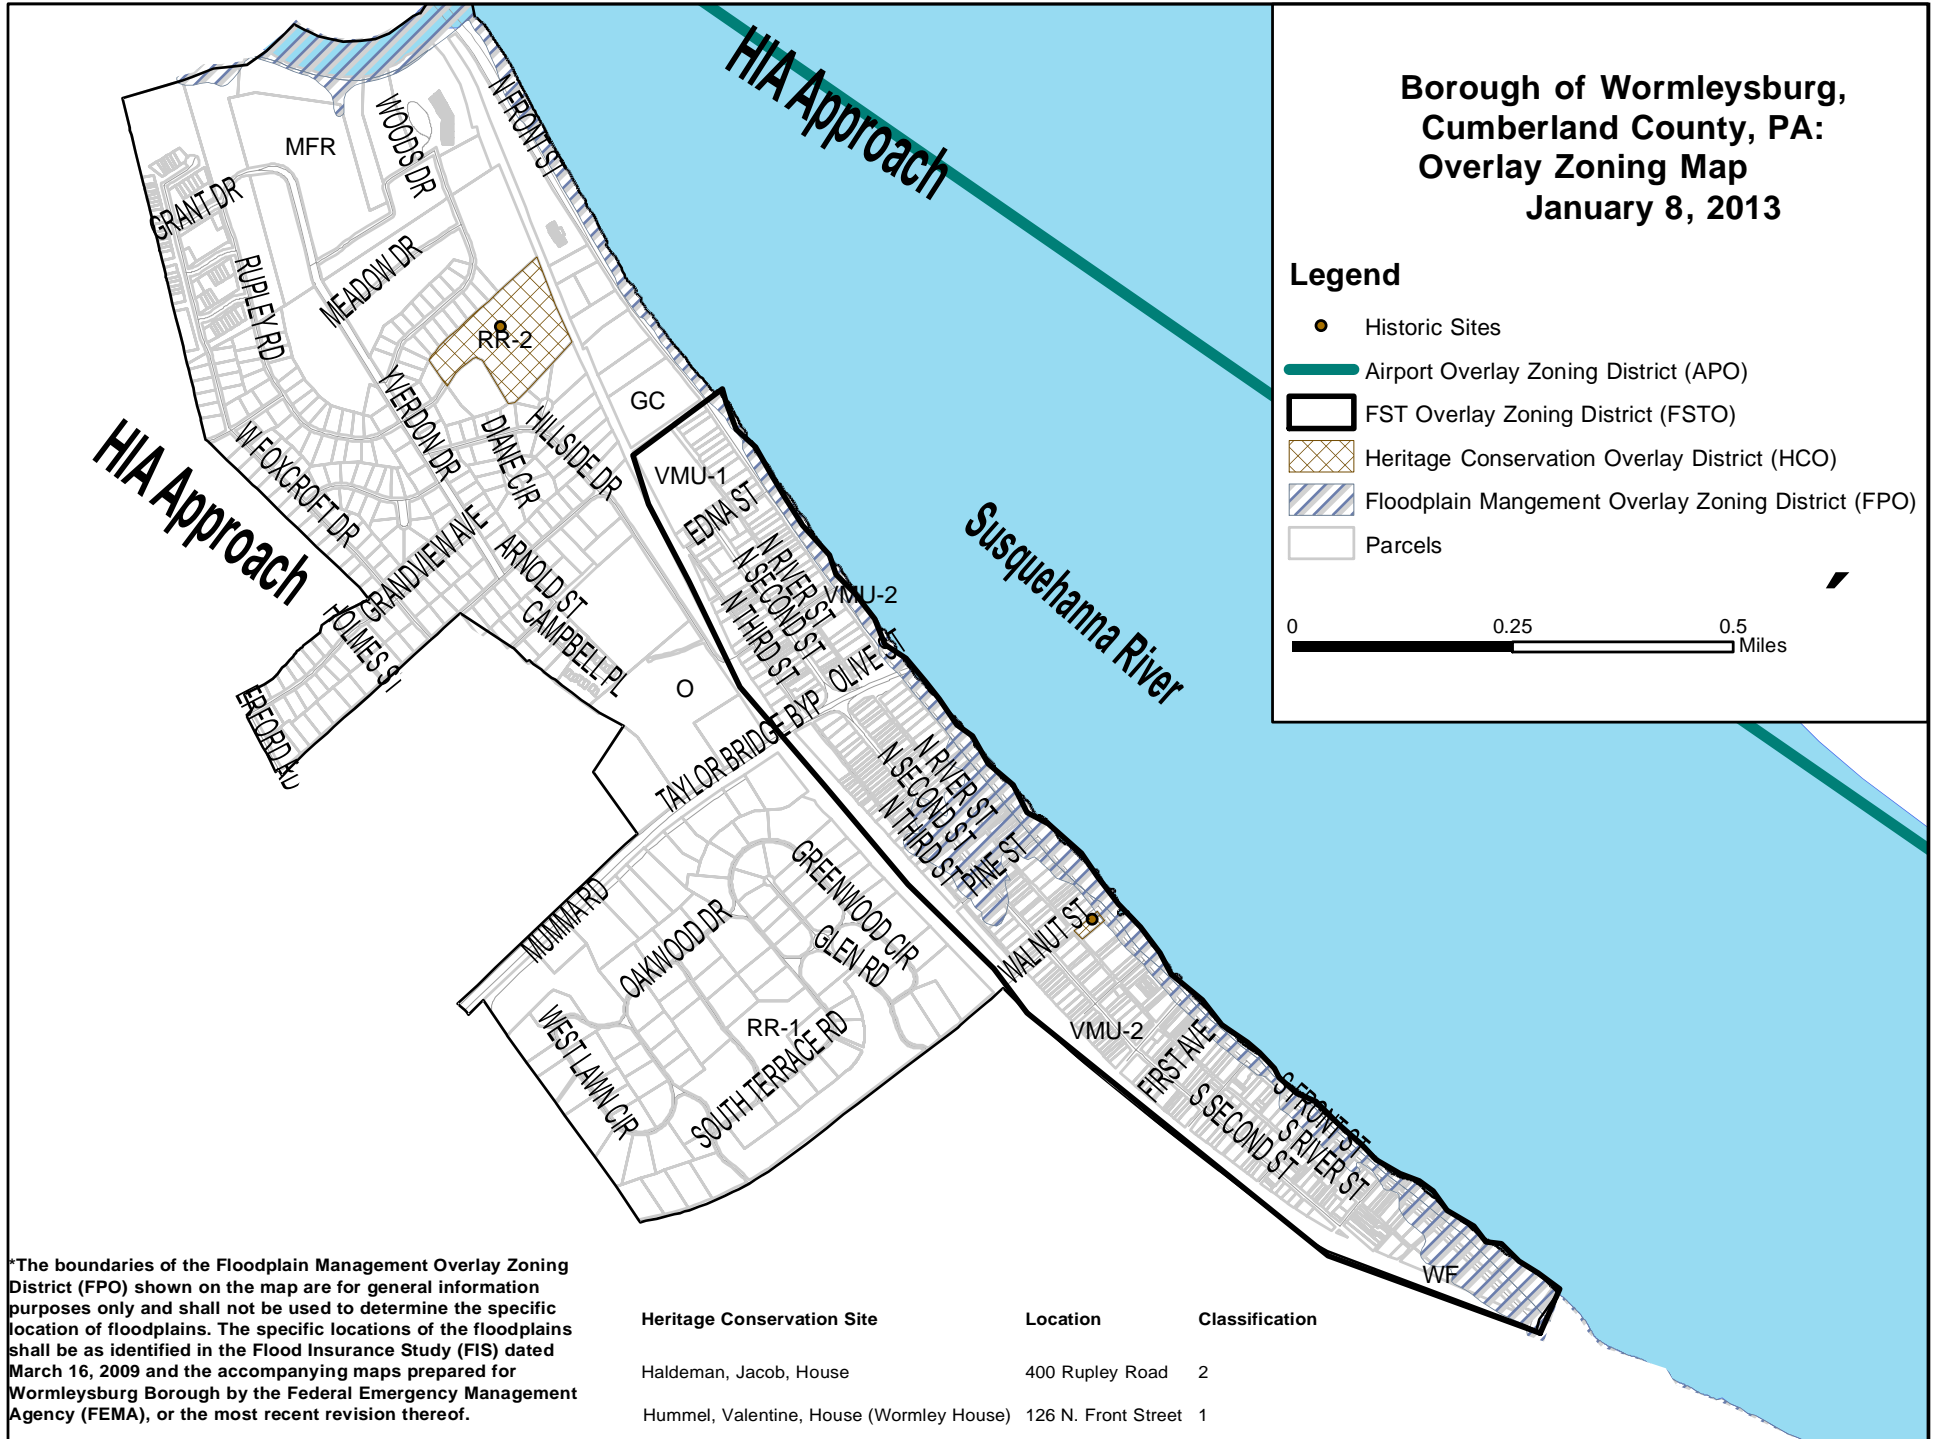 Borough of Wormleysburg,
Cumberland County, PA:
Overlay Zoning Map
January 8, 2013
Legend
Historic Sites
Airport Overlay Zoning District (APO)
FST Overlay Zoning District (FSTO)
Heritage Conservation Overlay District (HCO)
Floodplain Mangement Overlay Zoning District (FPO)
Parcels
0 0.25 0.5
Miles
HIA Approach
N FRONT ST
WOODS DR
MFR
GRANT DR
RUPLEY RD
MEADOW DR
RR-2
YVERDON DR
DIANE CIR
HILLSIDE DR
GC
W FOXCROFT DR
HIA Approach
GRANDVIEW AVE
HOLMES ST
ERFORD RD
ARNOLD ST
CAMPBELL PL
VMU-1
EDNA ST
N RIVER ST
N SECOND ST
N THIRD ST
VMU-2
OLIVE ST
O
TAYLOR BRIDGE BYP
Susquehanna River
N RIVER ST
N SECOND ST
N THIRD ST
PINE ST
WALNUT ST
MUMMA RD
OAKWOOD DR
GREENWOOD CIR
GLEN RD
RR-1
WEST LAWN CIR
SOUTH TERRACE RD
VMU-2
FIRST AVE
S FRONT ST
S RIVER ST
S SECOND ST
WF
*The boundaries of the Floodplain Management Overlay Zoning
District (FPO) shown on the map are for general information
purposes only and shall not be used to determine the specific
location of floodplains. The specific locations of the floodplains
shall be as identified in the Flood Insurance Study (FIS) dated
March 16, 2009 and the accompanying maps prepared for
Wormleysburg Borough by the Federal Emergency Management
Agency (FEMA), or the most recent revision thereof.
Heritage Conservation Site Location Classification
Haldeman, Jacob, House 400 Rupley Road 2
Hummel, Valentine, House (Wormley House) 126 N. Front Street 1